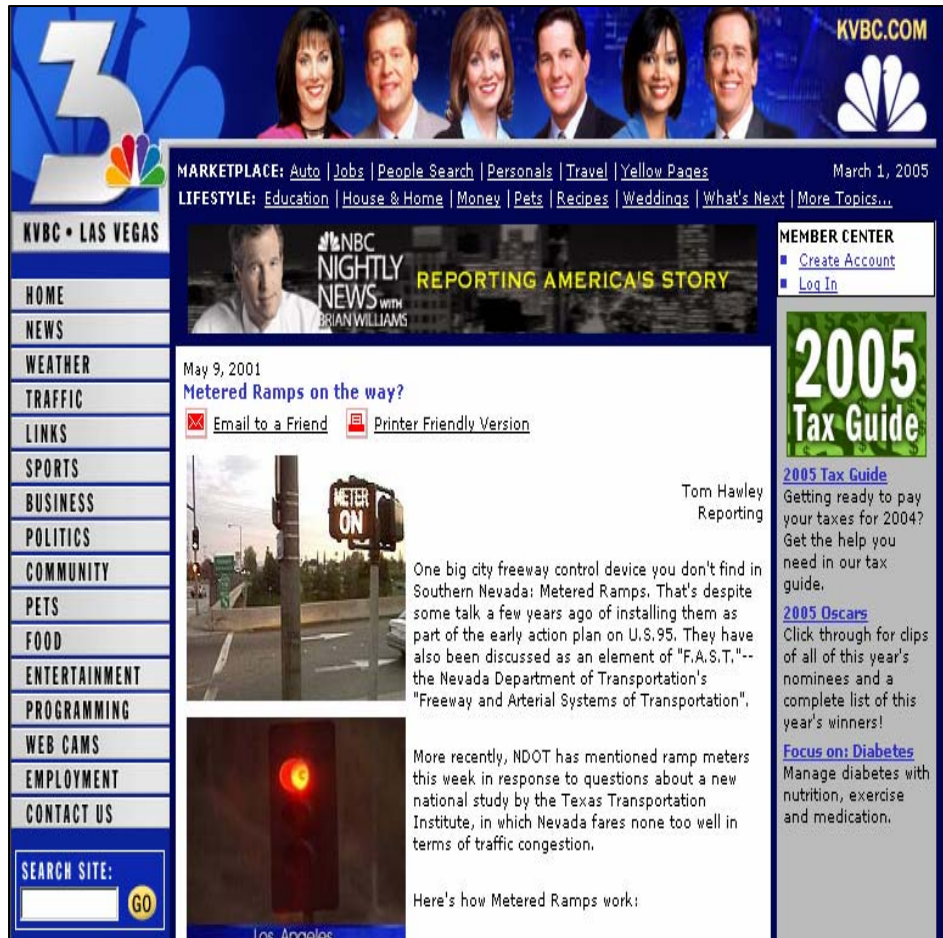 3
KVBC.COM
KVBC • LAS VEGAS
MARKETPLACE: Auto | Jobs | People Search | Personals | Travel | Yellow Pages
March 1, 2005
LIFESTYLE: Education | House & Home | Money | Pets | Recipes | Weddings | What's Next | More Topics...
HOME
NEWS
WEATHER
TRAFFIC
LINKS
SPORTS
BUSINESS
POLITICS
COMMUNITY
PETS
FOOD
ENTERTAINMENT
PROGRAMMING
WEB CAMS
EMPLOYMENT
CONTACT US
SEARCH SITE:
GO
NBC
NIGHTLY
NEWS WITH
BRIAN WILLIAMS
REPORTING AMERICA'S STORY
May 9, 2001
Metered Ramps on the way?
Email to a Friend
Printer Friendly Version
METER
ON
Los Angeles
Tom Hawley
Reporting
One big city freeway control device you don't find in
Southern Nevada: Metered Ramps. That's despite
some talk a few years ago of installing them as
part of the early action plan on U.S.95. They have
also been discussed as an element of "F.A.S.T."--
the Nevada Department of Transportation's
"Freeway and Arterial Systems of Transportation".
More recently, NDOT has mentioned ramp meters
this week in response to questions about a new
national study by the Texas Transportation
Institute, in which Nevada fares none too well in
terms of traffic congestion.
Here's how Metered Ramps work:
MEMBER CENTER
Create Account
Log In
2005
Tax Guide
2005 Tax Guide
Getting ready to pay
your taxes for 2004?
Get the help you
need in our tax
guide.
2005 Oscars
Click through for clips
of all of this year's
nominees and a
complete list of this
year's winners!
Focus on: Diabetes
Manage diabetes with
nutrition, exercise
and medication.